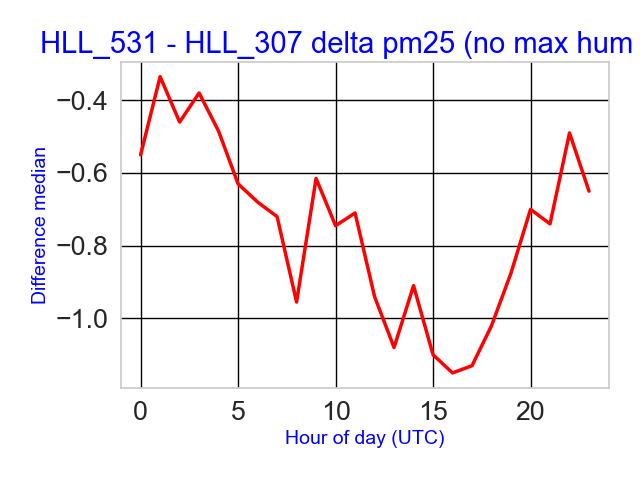 HLL_531 - HLL_307 delta pm25 (no max hum
−0.4
−0.6
−0.8
−1.0
Difference median
0 5 10 15 20
Hour of day (UTC)